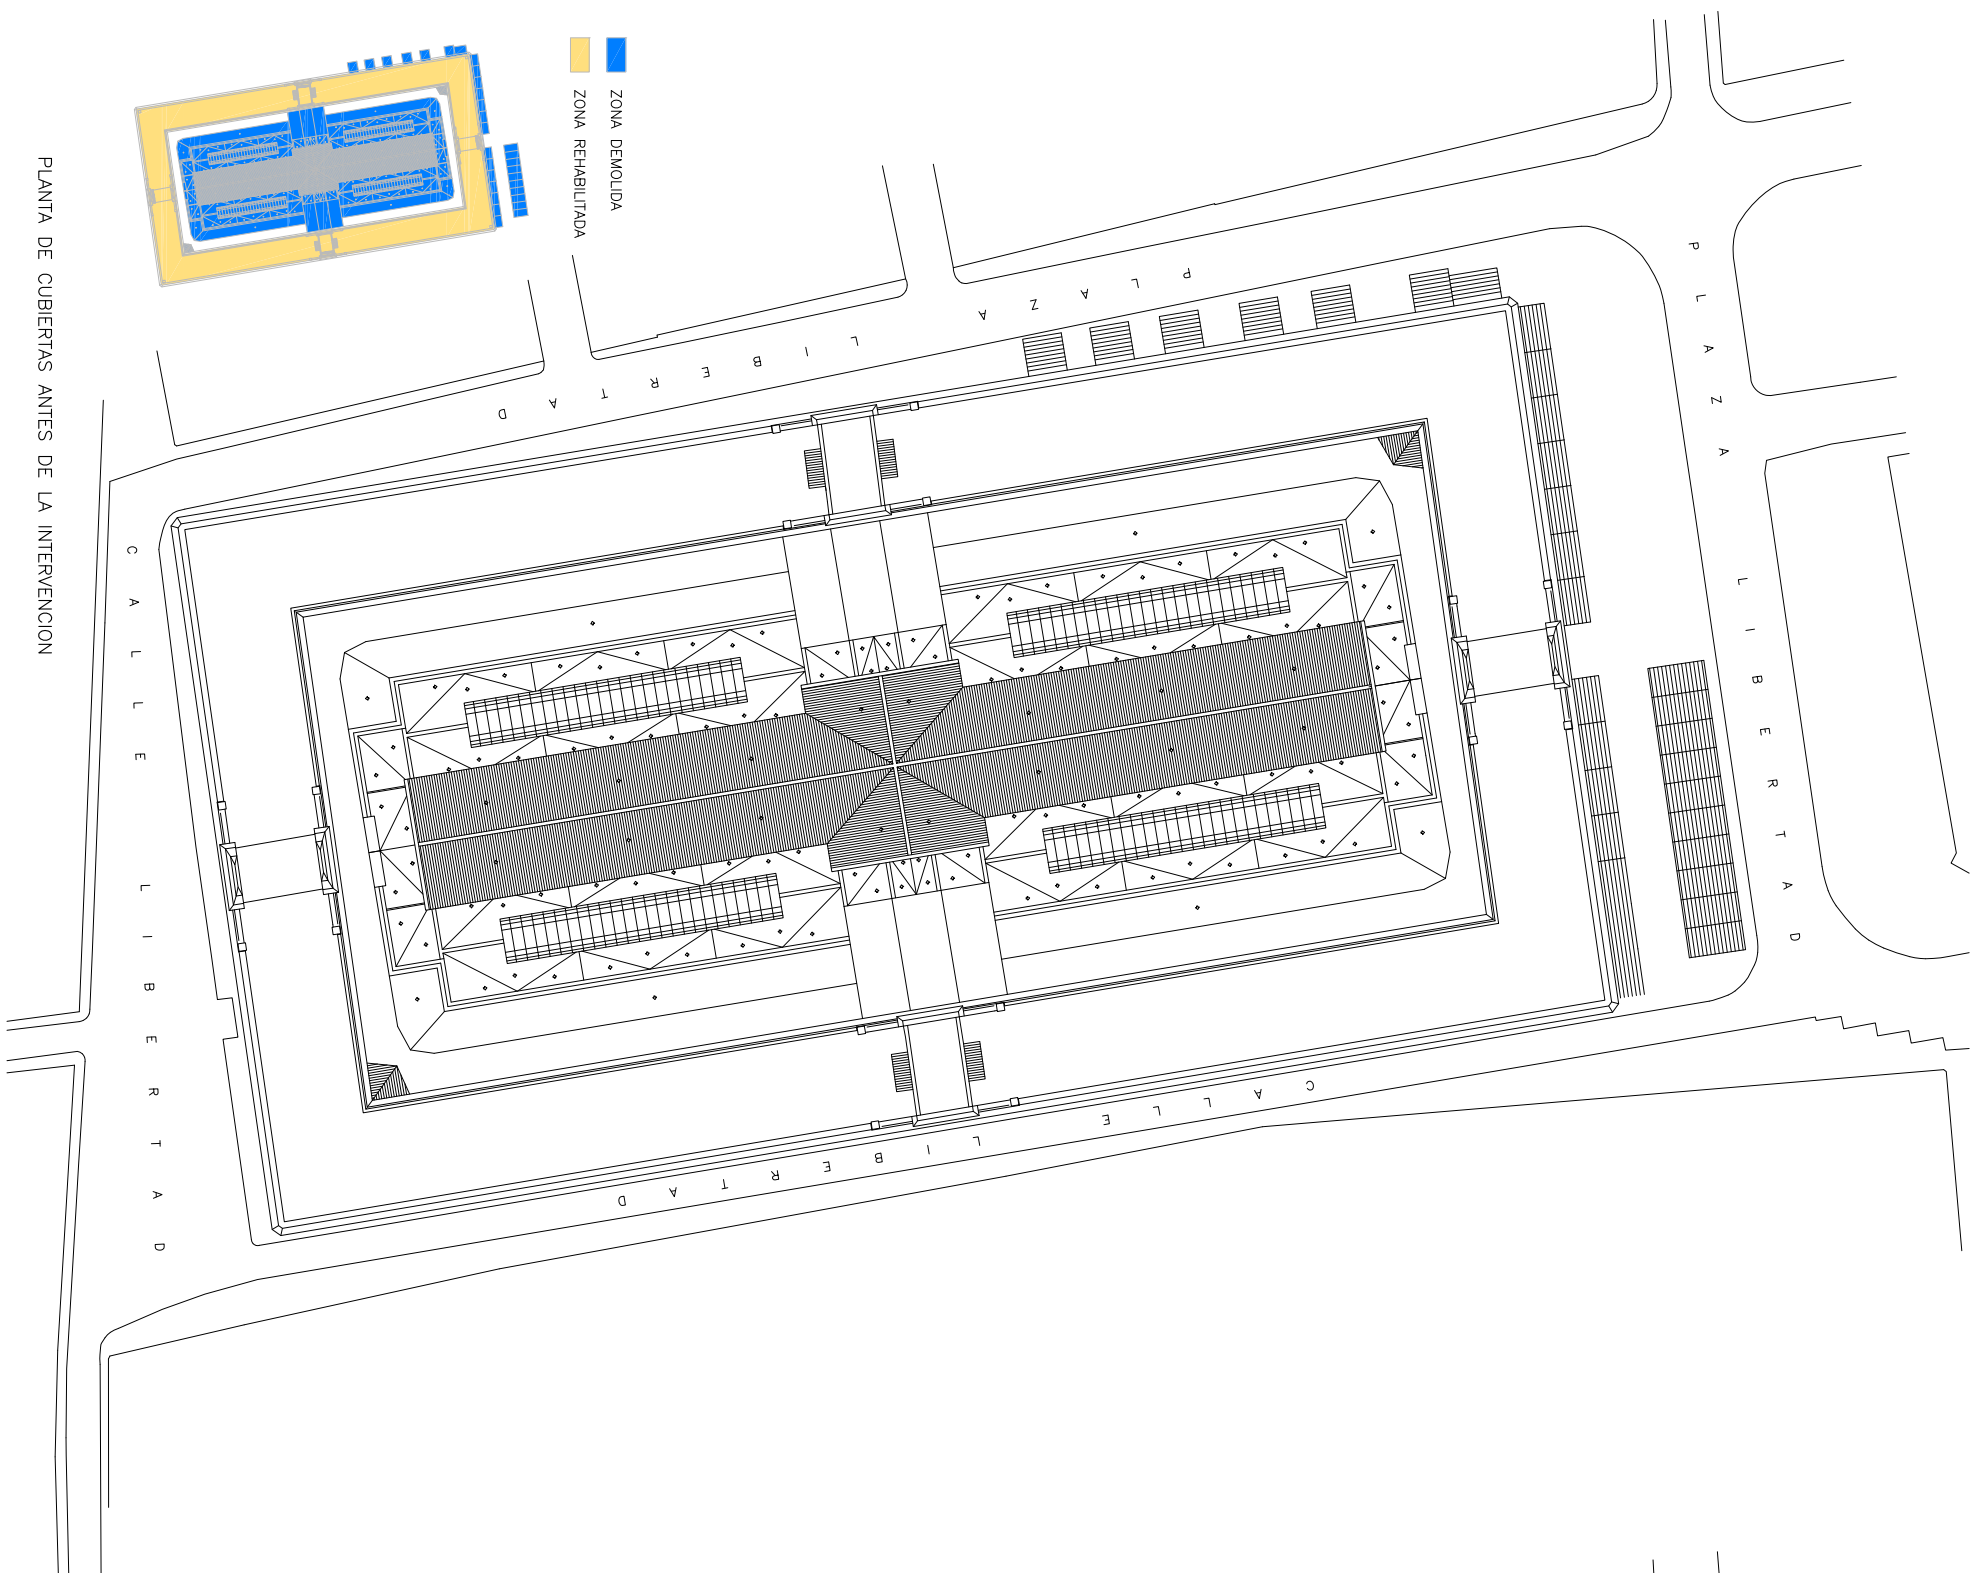 PLANTA DE CUBIERTAS ANTES DE LA INTERVENCION
ZONA DEMOLIDA
ZONA REHABILITADA
PLAZA LIBERTAD
PLAZA LIBERTAD
CALLE LIBERTAD
CALLE LIBERTAD